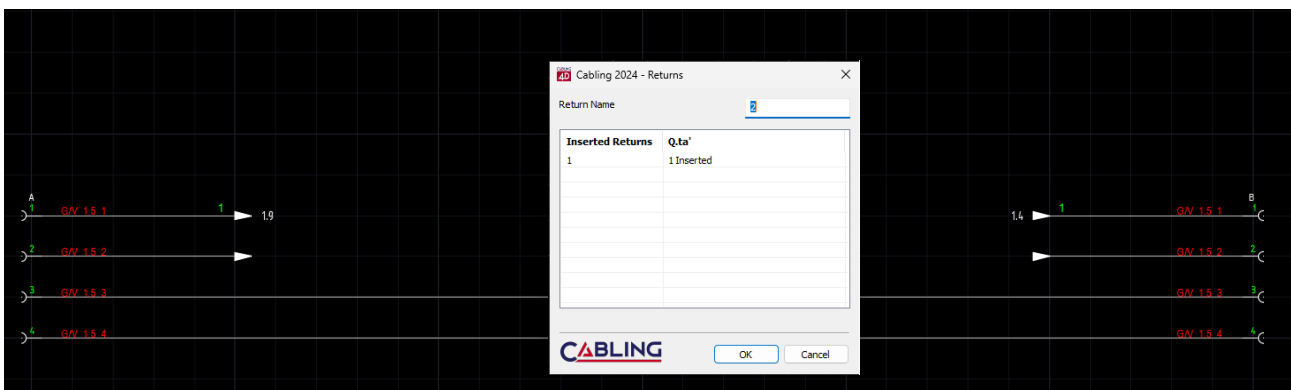 Cabling
4D
Cabling 2024 - Returns
Return Name
2
Inserted Returns Q.ta'
1 1 Inserted
A
B
1 G/V 1.5 1 1 1.9
1.4 1 G/V 1.5 1 1
2 G/V 1.5 2
G/V 1.5 2 2
3 G/V 1.5 3
G/V 1.5 3 3
4 G/V 1.5 4
G/V 1.5 4 4
CABLING
OK Cancel